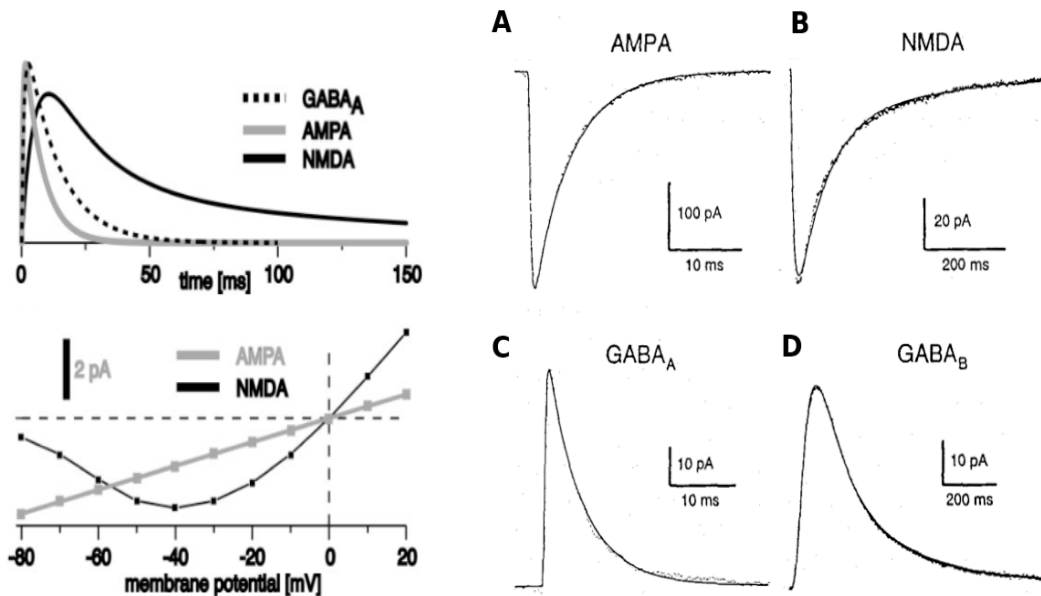 GABAA
AMPA
NMDA
0 50 100 150
time [ms]
2 pA
AMPA
NMDA
-80 -60 -40 -20 0 20
membrane potential [mV]
A
AMPA
100 pA
10 ms
B
NMDA
20 pA
200 ms
C
GABAA
10 pA
10 ms
D
GABAB
10 pA
200 ms